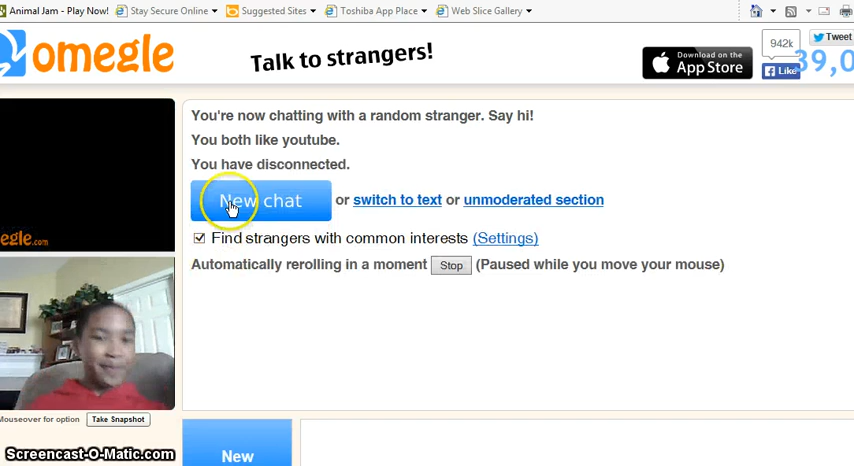 Animal Jam - Play Now! Stay Secure Online Suggested Sites Toshiba App Place Web Slice Gallery
omegle Talk to strangers! Download on the App Store 942k Like Tweet 39,0
You're now chatting with a random stranger. Say hi!
You both like youtube.
You have disconnected.
New chat or switch to text or unmoderated section
egle.com
Find strangers with common interests (Settings)
Automatically rerolling in a moment Stop (Paused while you move your mouse)
Mouseover for option Take Snapshot
Screencast-O-Matic.com
New